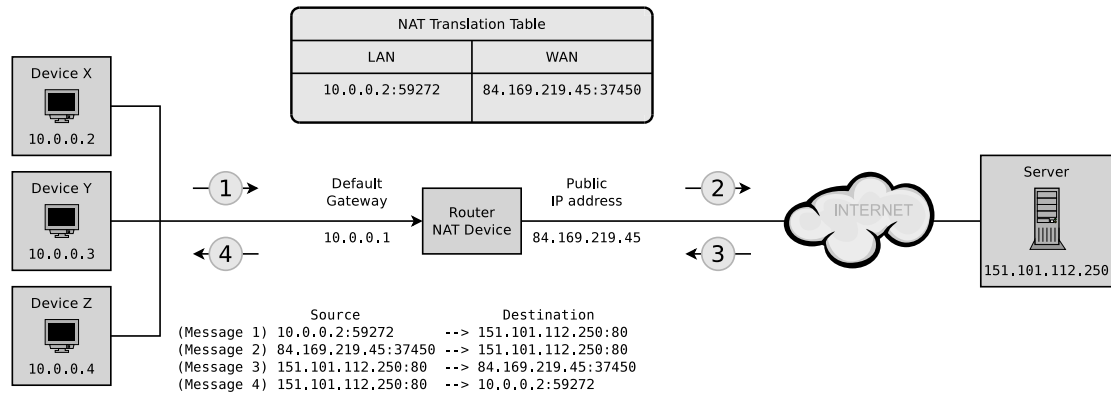 NAT Translation Table
LAN WAN
10.0.0.2:59272 84.169.219.45:37450
Device X
10.0.0.2
Device Y
10.0.0.3
Device Z
10.0.0.4
1
4
Default
Gateway
10.0.0.1
Router
NAT Device
Public
IP address
84.169.219.45
2
3
INTERNET
Server
151.101.112.250
Source Destination
(Message 1) 10.0.0.2:59272 --> 151.101.112.250:80
(Message 2) 84.169.219.45:37450 --> 151.101.112.250:80
(Message 3) 151.101.112.250:80 --> 84.169.219.45:37450
(Message 4) 151.101.112.250:80 --> 10.0.0.2:59272